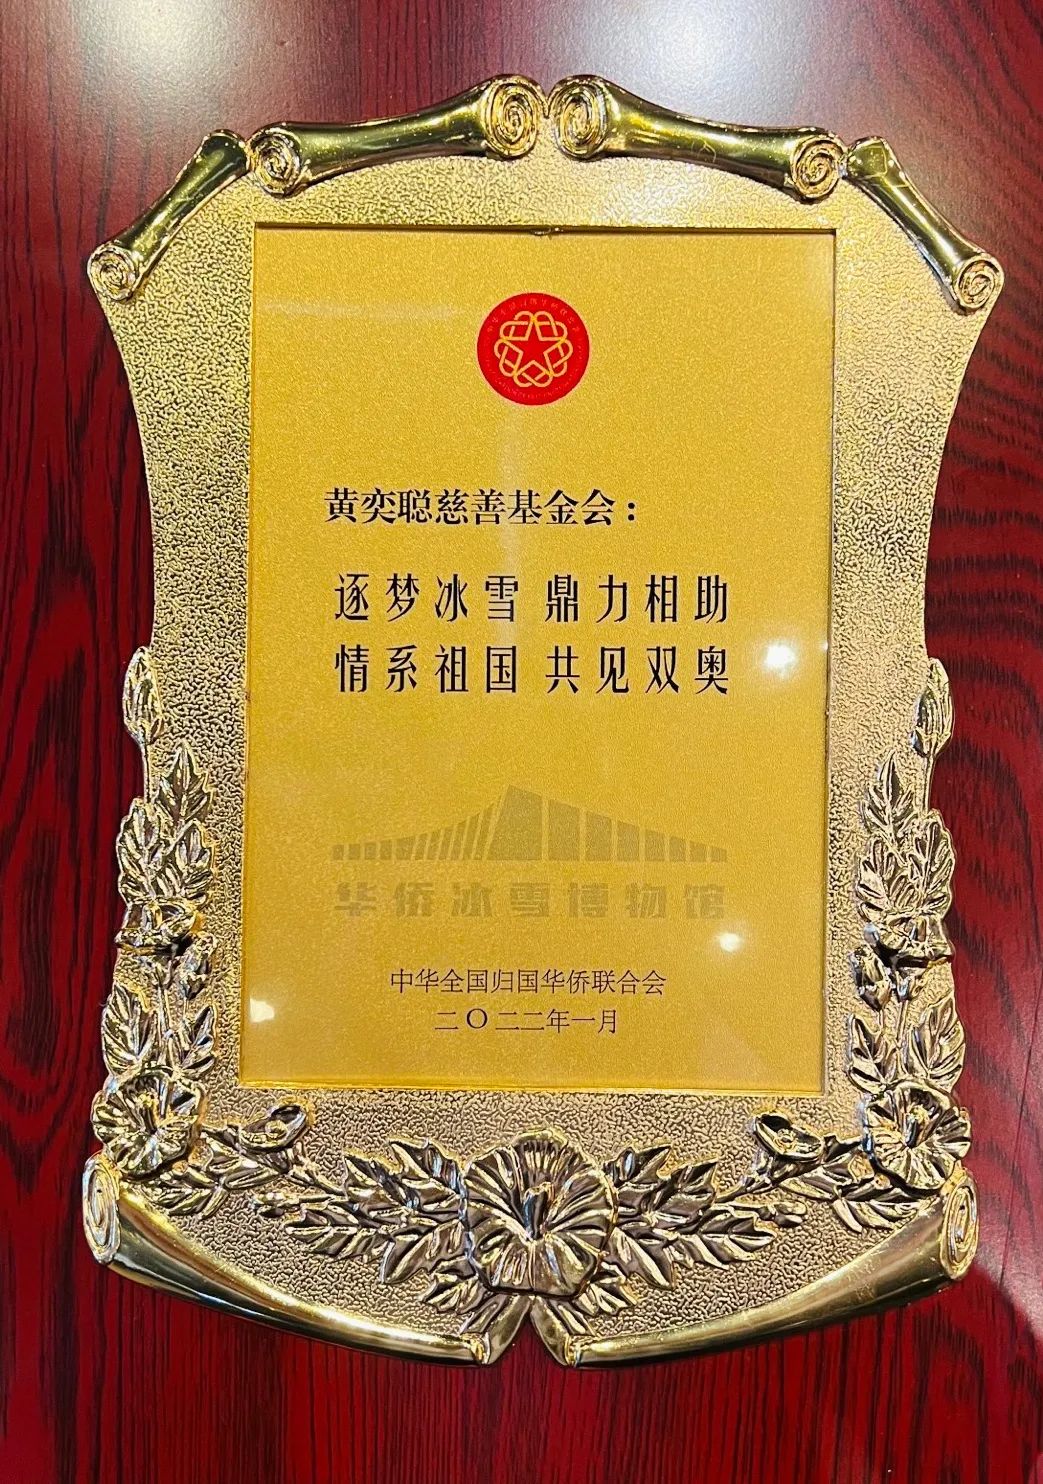 黄奕聪慈善基金会：
逐梦冰雪 鼎力相助
情系祖国 共见双奥
华侨冰雪博物馆
中华全国归国华侨联合会
二〇二二年一月